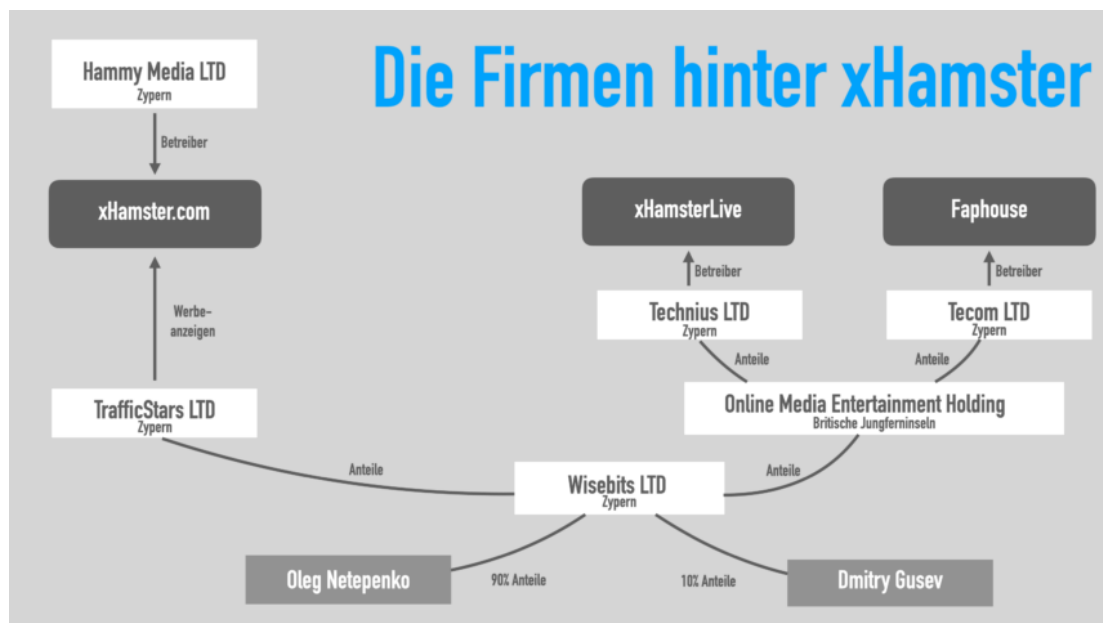 Die Firmen hinter xHamster
Hammy Media LTD
Zypern
Betreiber
xHamster.com
xHamsterLive
Faphouse
Betreiber
Betreiber
Werbe-
anzeigen
Technius LTD
Zypern
Tecom LTD
Zypern
Anteile
Anteile
TrafficStars LTD
Zypern
Online Media Entertainment Holding
Britische Jungferninseln
Anteile
Anteile
Wisebits LTD
Zypern
Oleg Netepenko
90% Anteile
10% Anteile
Dmitry Gusev